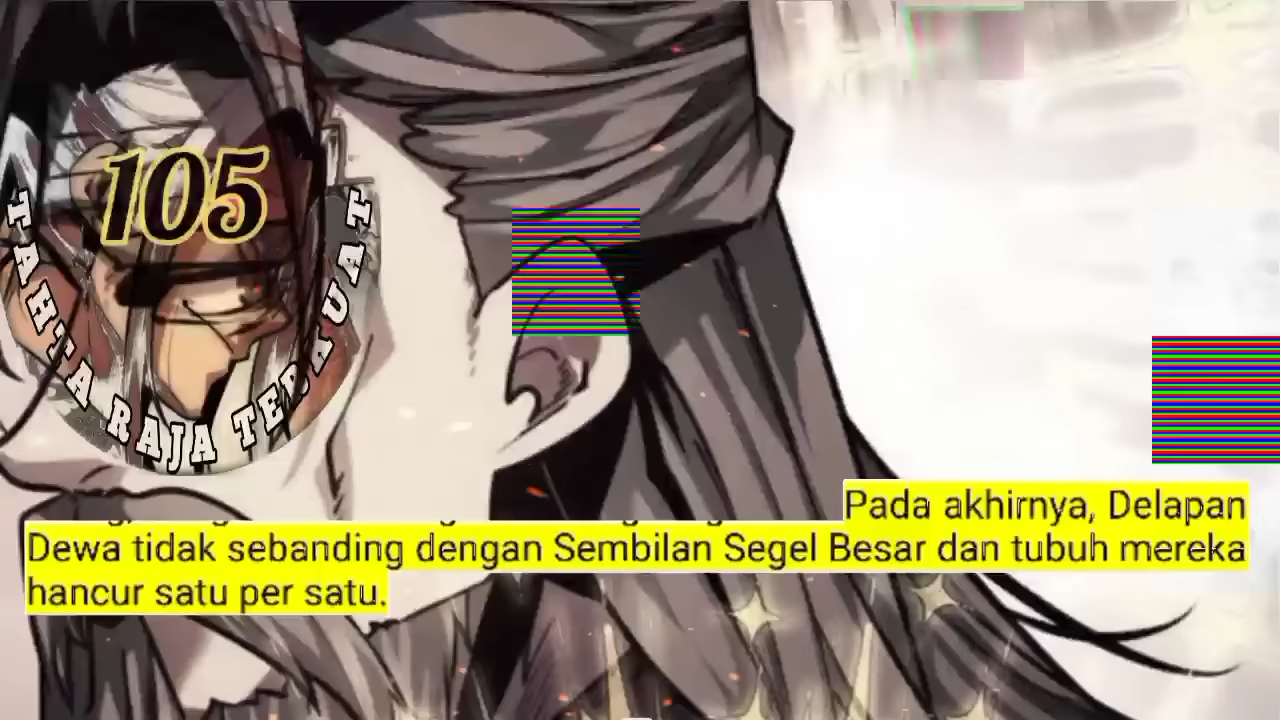 105
TAHTA RAJA TERKUAT
Pada akhirnya, Delapan
Dewa tidak sebanding dengan Sembilan Segel Besar dan tubuh mereka
hancur satu per satu.